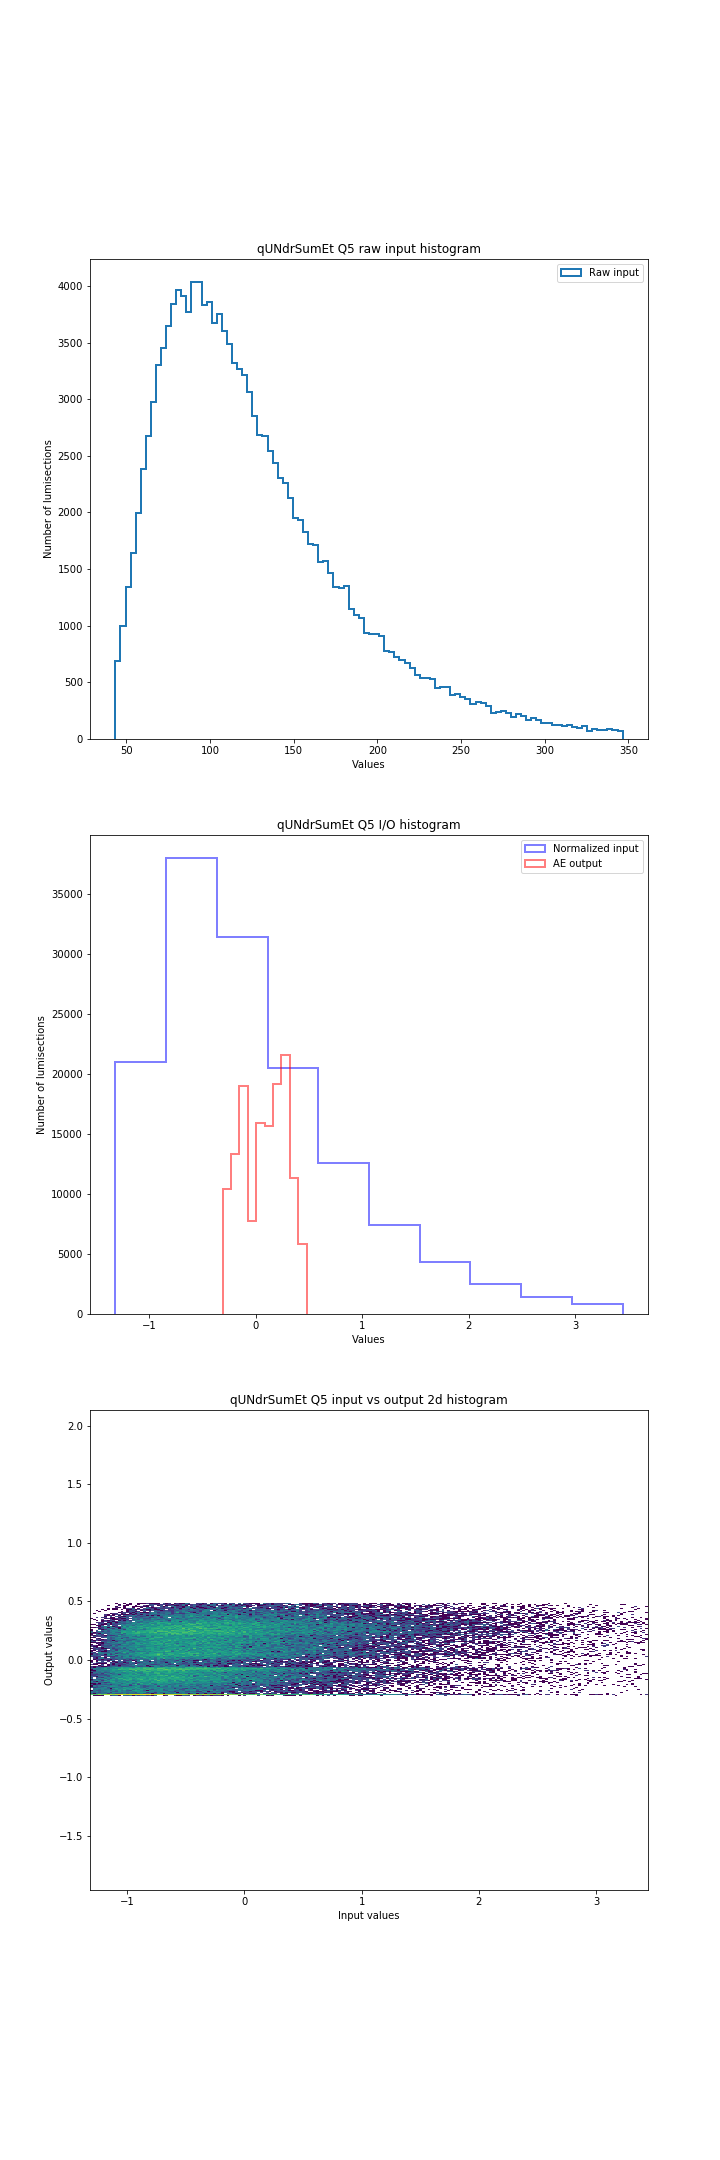 qUNdrSumEt Q5 raw input histogram
Raw input
4000
3500
3000
2500
2000
1500
1000
500
0
Number of lumisections
50 100 150 200 250 300 350
Values
qUNdrSumEt Q5 I/O histogram
Normalized input
AE output
35000
30000
25000
20000
15000
10000
5000
0
Number of lumisections
−1 0 1 2 3
Values
qUNdrSumEt Q5 input vs output 2d histogram
2.0
1.5
1.0
0.5
0.0
−0.5
−1.0
−1.5
Output values
−1 0 1 2 3
Input values